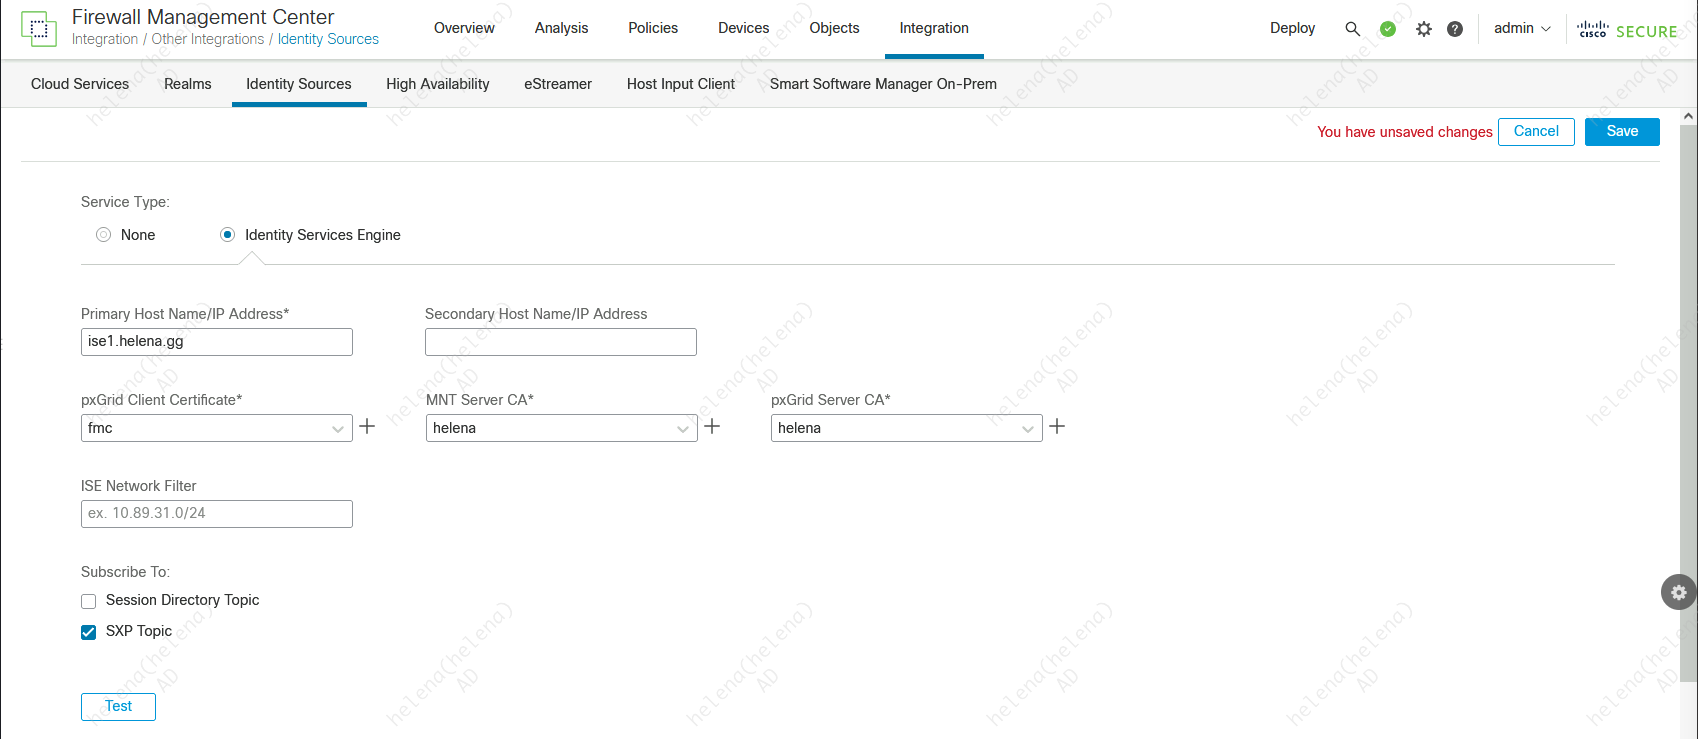 Firewall Management Center
Integration / Other Integrations / Identity Sources
Overview Analysis Policies Devices Objects Integration
Deploy admin cisco SECURE
Cloud Services Realms Identity Sources High Availability eStreamer Host Input Client Smart Software Manager On-Prem
You have unsaved changes Cancel Save
Service Type:
None Identity Services Engine
Primary Host Name/IP Address* Secondary Host Name/IP Address
ise1.helena.gg
pxGrid Client Certificate* MNT Server CA* pxGrid Server CA*
fmc helena helena
ISE Network Filter
ex. 10.89.31.0/24
Subscribe To:
Session Directory Topic
SXP Topic
Test
helena(helena)
AD